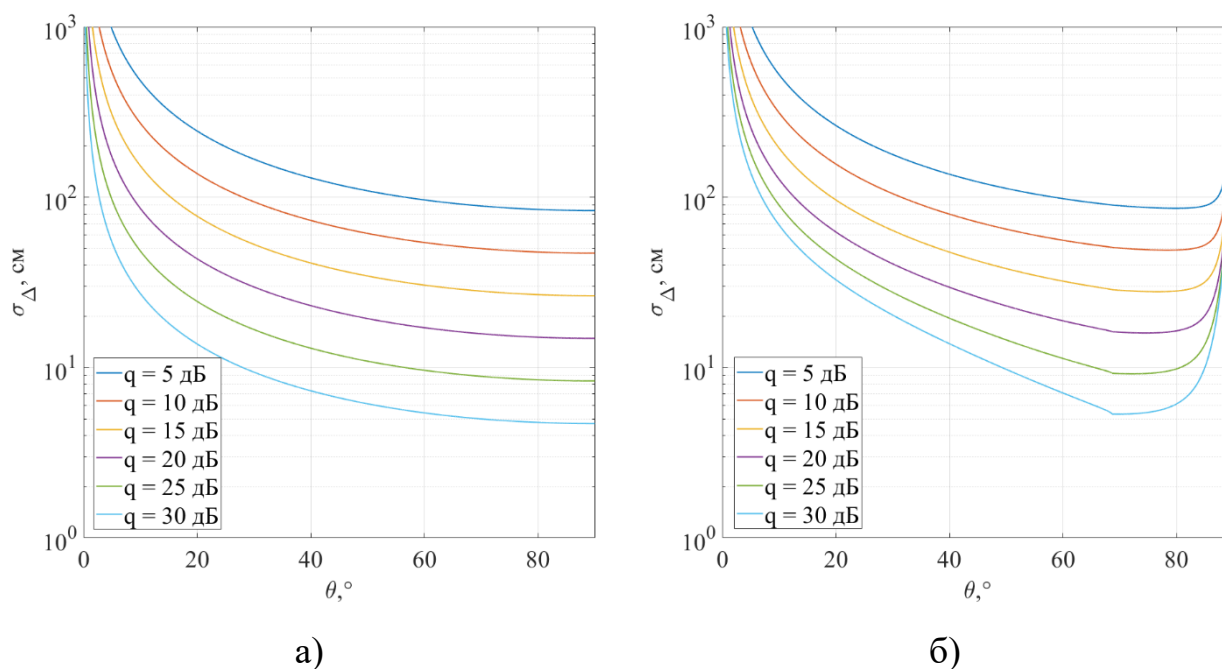 10³
10²
10¹
10⁰
σ_Δ, см
q = 5 дБ
q = 10 дБ
q = 15 дБ
q = 20 дБ
q = 25 дБ
q = 30 дБ
0 20 40 60 80
θ,°
а)
10³
10²
10¹
10⁰
σ_Δ, см
q = 5 дБ
q = 10 дБ
q = 15 дБ
q = 20 дБ
q = 25 дБ
q = 30 дБ
0 20 40 60 80
θ,°
б)